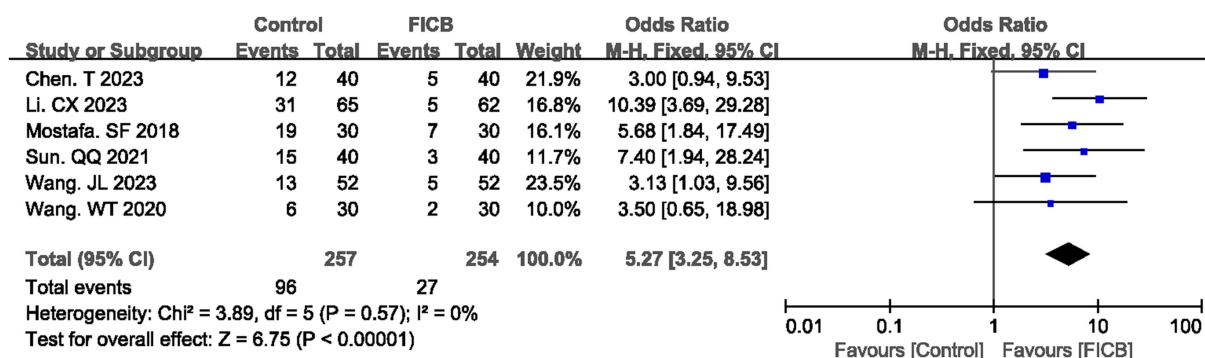 Control FICB Odds Ratio Odds Ratio
Study or Subgroup Events Total Events Total Weight M-H, Fixed, 95% CI M-H, Fixed, 95% CI
Chen. T 2023 12 40 5 40 21.9% 3.00 [0.94, 9.53]
Li. CX 2023 31 65 5 62 16.8% 10.39 [3.69, 29.28]
Mostafa. SF 2018 19 30 7 30 16.1% 5.68 [1.84, 17.49]
Sun. QQ 2021 15 40 3 40 11.7% 7.40 [1.94, 28.24]
Wang. JL 2023 13 52 5 52 23.5% 3.13 [1.03, 9.56]
Wang. WT 2020 6 30 2 30 10.0% 3.50 [0.65, 18.98]
Total (95% CI) 257 254 100.0% 5.27 [3.25, 8.53]
Total events 96 27
Heterogeneity: Chi² = 3.89, df = 5 (P = 0.57); I² = 0%
Test for overall effect: Z = 6.75 (P < 0.00001)
0.01 0.1 1 10 100
Favours [Control] Favours [FICB]